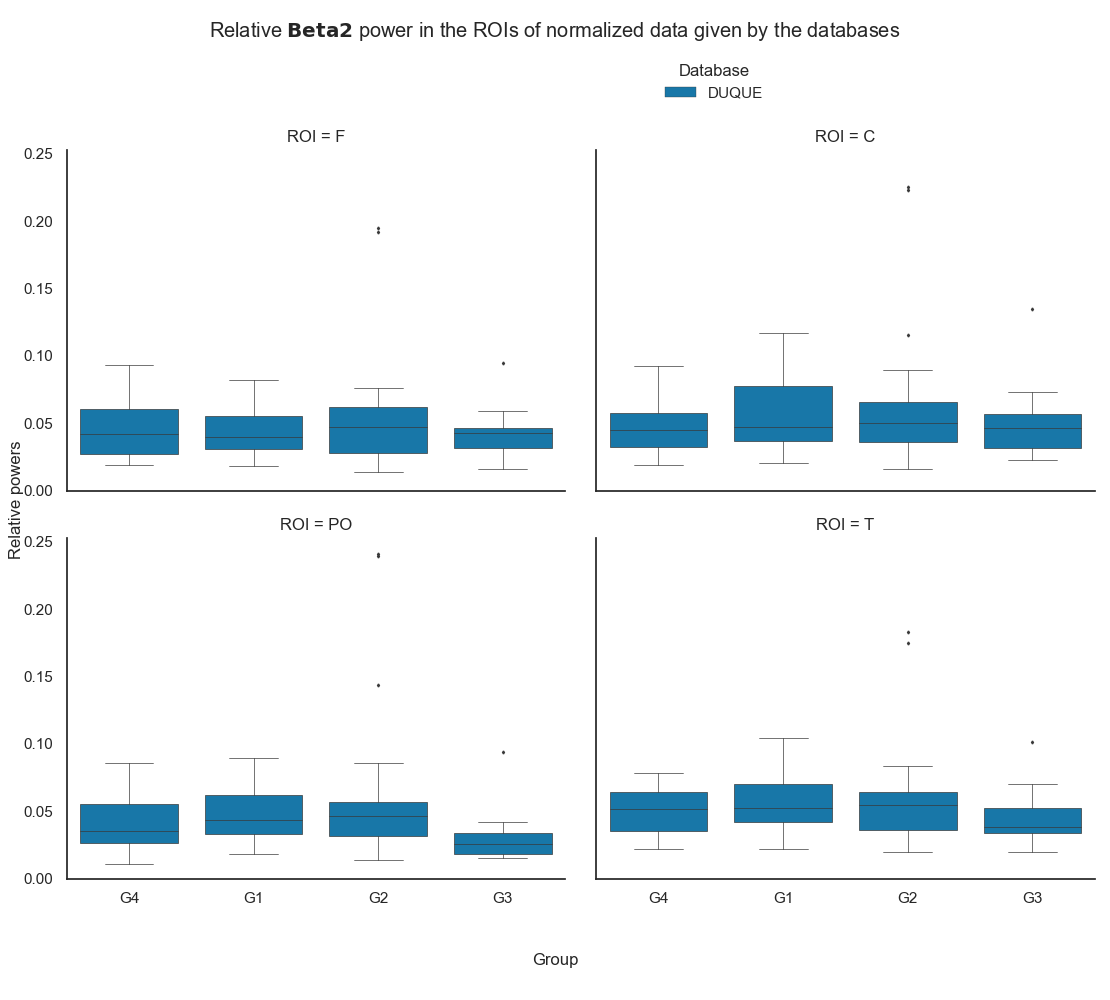 Relative Beta2 power in the ROIs of normalized data given by the databases
Database
DUQUE
ROI = F
ROI = C
0.25
0.20
0.15
0.10
0.05
0.00
Relative powers
ROI = PO
ROI = T
0.25
0.20
0.15
0.10
0.05
0.00
G4 G1 G2 G3
G4 G1 G2 G3
Group